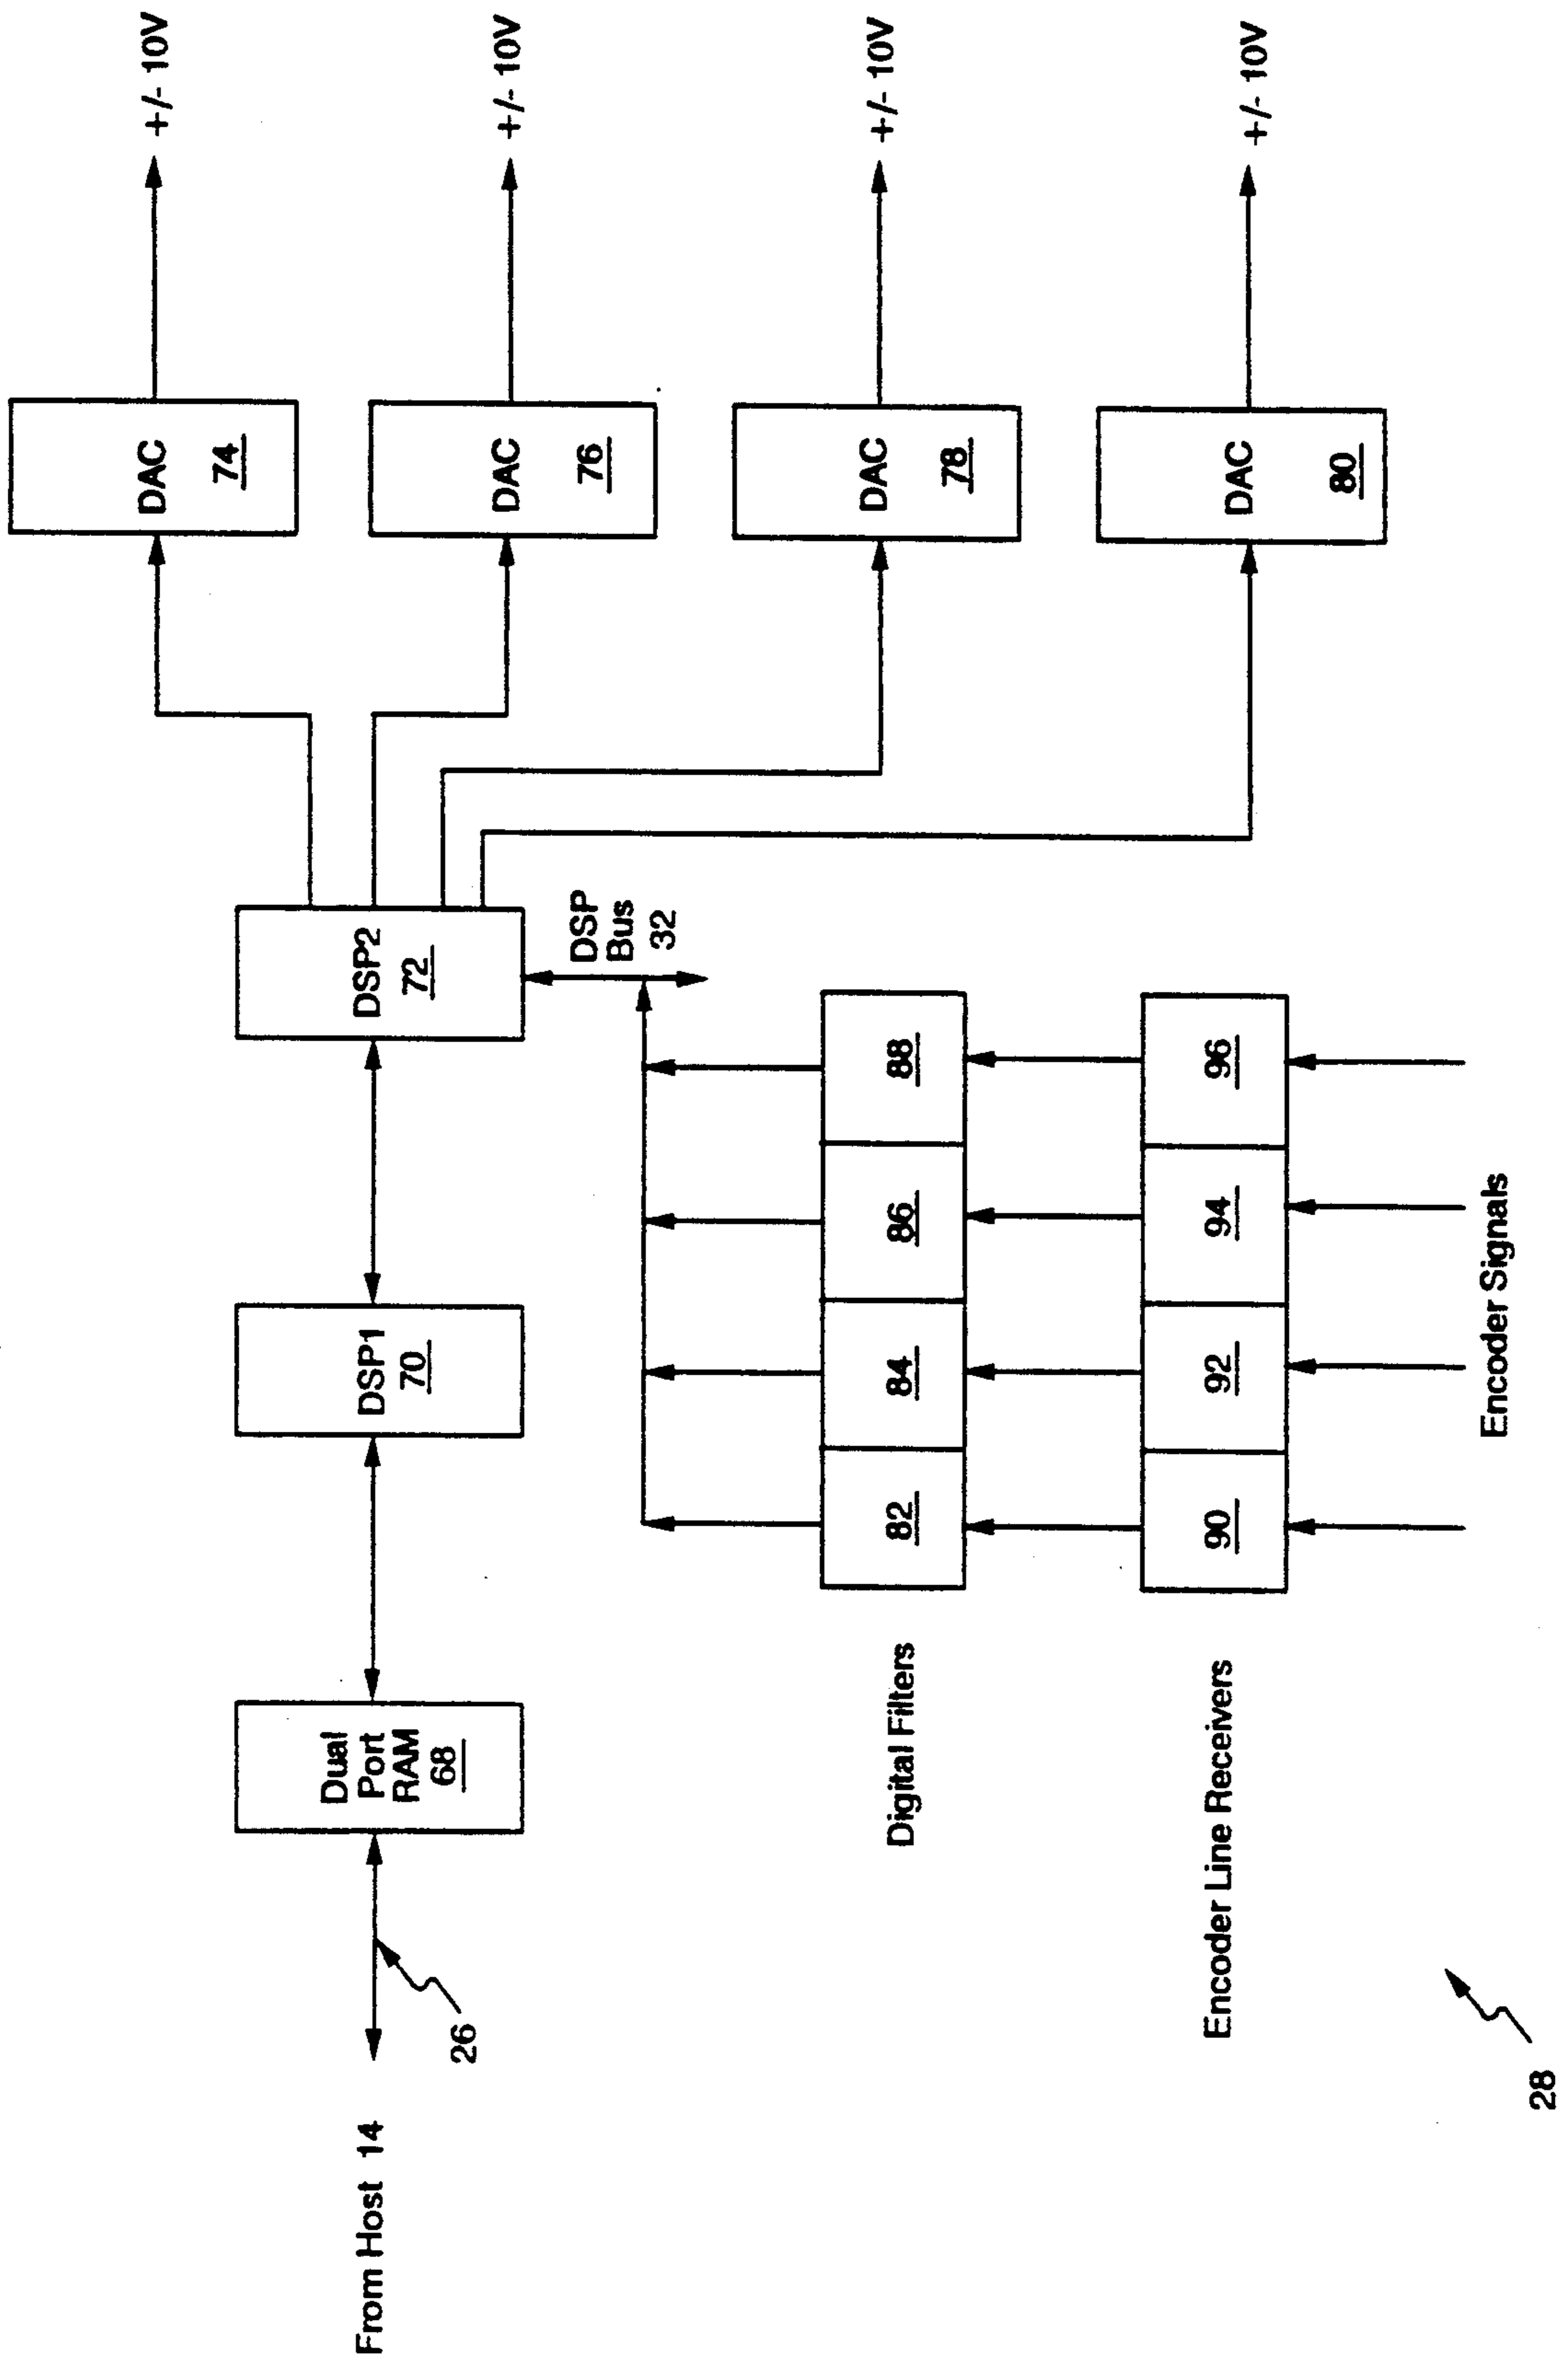 From Host 14
26
Dual
Port
RAM
68
DSP1
70
DSP2
72
DSP
Bus
32
DAC
74
+/- 10V
DAC
76
+/- 10V
DAC
78
+/- 10V
DAC
80
+/- 10V
Digital Filters
82
84
86
88
Encoder Line Receivers
90
92
94
96
Encoder Signals
28